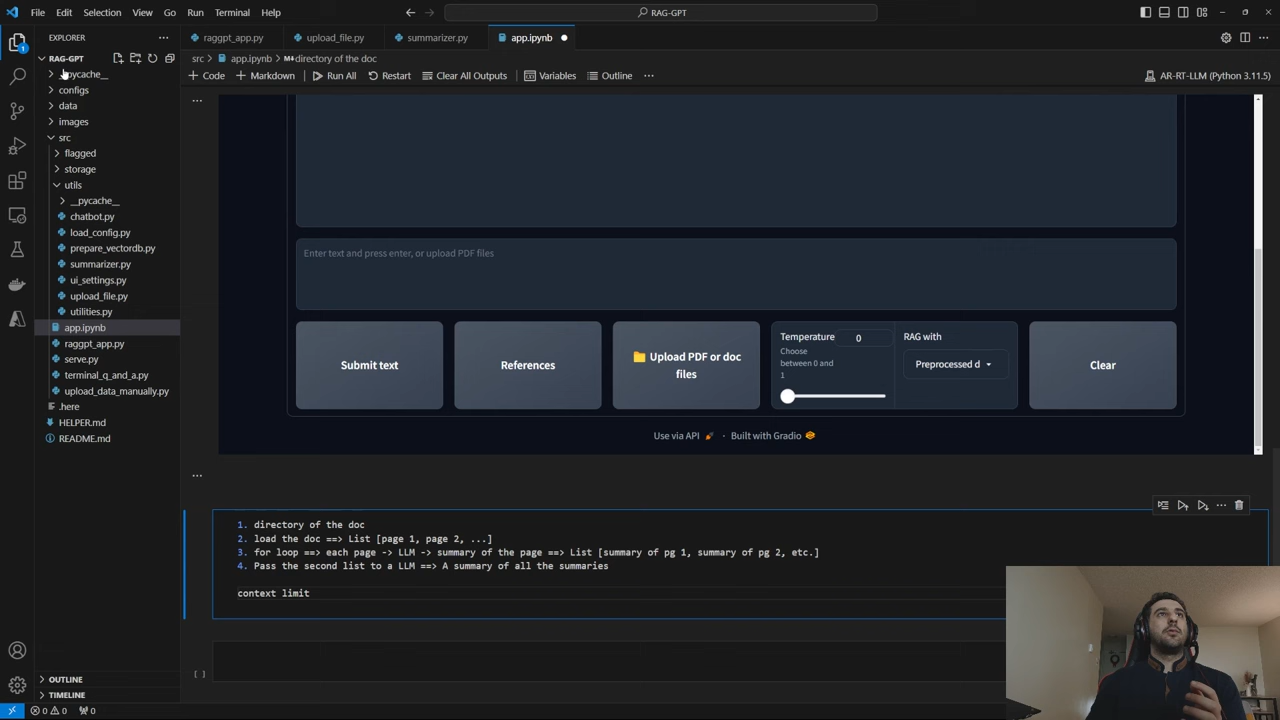 File Edit Selection View Go Run Terminal Help
RAG-GPT
EXPLORER
raggpt_app.py
upload_file.py
summarizer.py
app.ipynb
RAG-GPT
src > app.ipynb > M↓directory of the doc
+ Code + Markdown Run All Restart Clear All Outputs Variables Outline
AR-RT-LLM (Python 3.11.5)
__pycache__
configs
data
images
src
flagged
storage
utils
__pycache__
chatbot.py
load_config.py
prepare_vectordb.py
summarizer.py
ui_settings.py
upload_file.py
utilities.py
app.ipynb
raggpt_app.py
serve.py
terminal_q_and_a.py
upload_data_manually.py
.here
HELPER.md
README.md
OUTLINE
TIMELINE
Enter text and press enter, or upload PDF files
Submit text
References
Upload PDF or doc
files
Temperature
0
Choose
between 0 and
1
RAG with
Preprocessed d
Clear
Use via API
Built with Gradio
1. directory of the doc
2. load the doc ==> List [page 1, page 2, ...]
3. for loop ==> each page -> LLM -> summary of the page ==> List [summary of pg 1, summary of pg 2, etc.]
4. Pass the second list to a LLM ==> A summary of all the summaries
context limit
[ ]
0 0 0
1